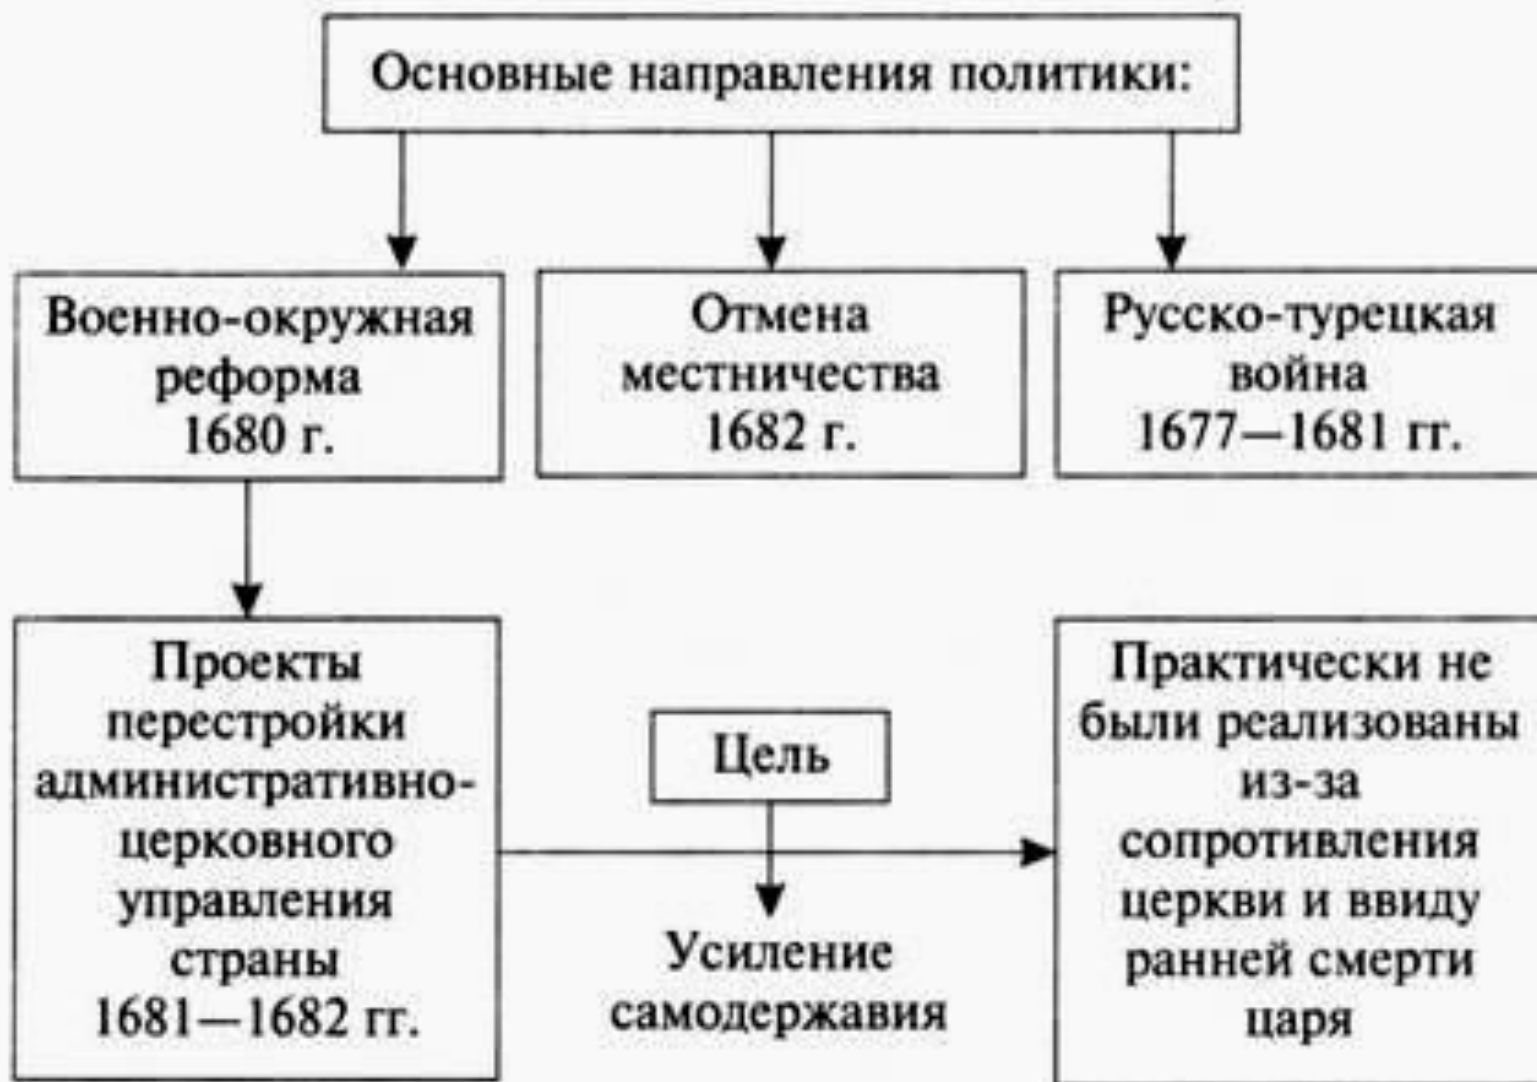 Основные направления политики:
Военно-окружная
реформа
1680 г.
Отмена
местничества
1682 г.
Русско-турецкая
война
1677—1681 гг.
Проекты
перестройки
административно-
церковного
управления
страны
1681—1682 гг.
Цель
Усиление
самодержавия
Практически не
были реализованы
из-за
сопротивления
церкви и ввиду
ранней смерти
царя